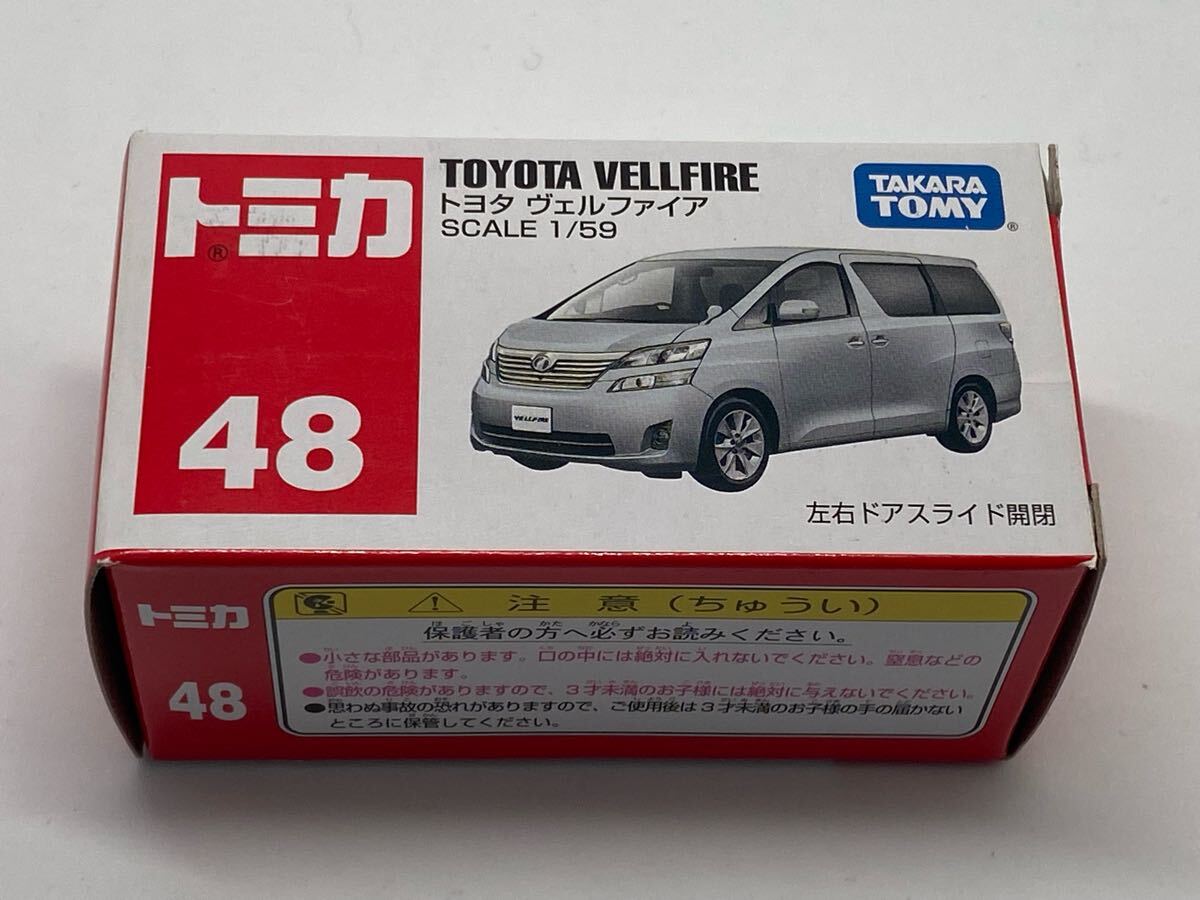 トミカ
®
48
TOYOTA VELLFIRE
トヨタ ヴェルファイア
SCALE 1/59
TAKARA
TOMY
®
VELLFIRE
左右ドアスライド開閉
トミカ
48
注 意(ちゅうい)
保護者の方へ必ずお読みください。
●小さな部品があります。口の中には絶対に入れないでください。窒息などの
危険があります。
●誤飲の危険がありますので、3才未満のお子様には絶対に与えないでください。
●思わぬ事故の恐れがありますので、ご使用後は3才未満のお子様の手の届かない
ところに保管してください。